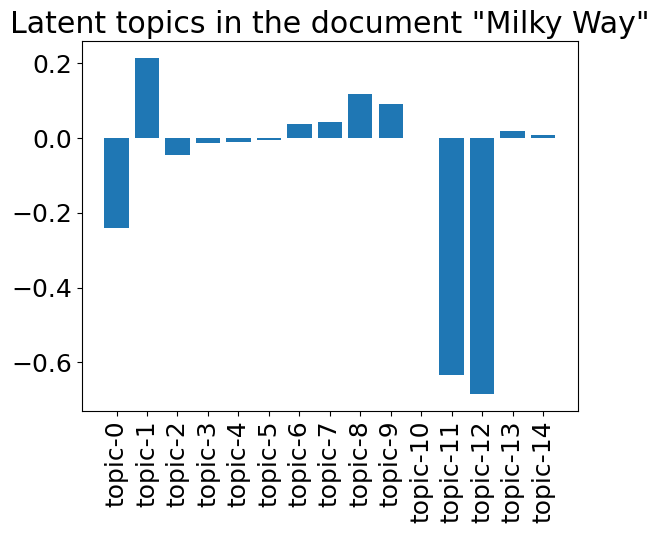 Latent topics in the document "Milky Way"
0.2
0.0
−0.2
−0.4
−0.6
topic-0
topic-1
topic-2
topic-3
topic-4
topic-5
topic-6
topic-7
topic-8
topic-9
topic-10
topic-11
topic-12
topic-13
topic-14